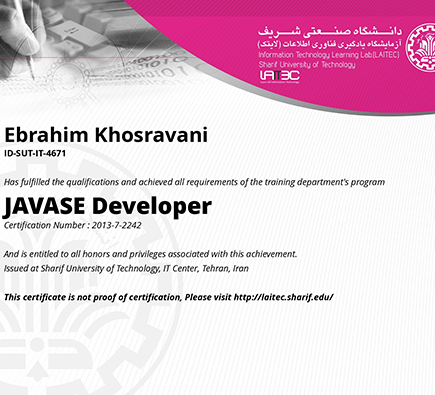 دانشگاه صنعتی شریف
آزمایشگاه یادگیری فناوری اطلاعات (لایتک)
Information Technology Learning Lab(LAITEC)
Sharif University of Technology
LAITEC
Ebrahim Khosravani
ID-SUT-IT-4671
Has fulfilled the qualifications and achieved all requirements of the training department's program
JAVASE Developer
Certification Number : 2013-7-2242
And is entitled to all honors and privileges associated with this achievement.
Issued at Sharif University of Technology, IT Center, Tehran, Iran
This certificate is not proof of certification, Please visit http://laitec.sharif.edu/